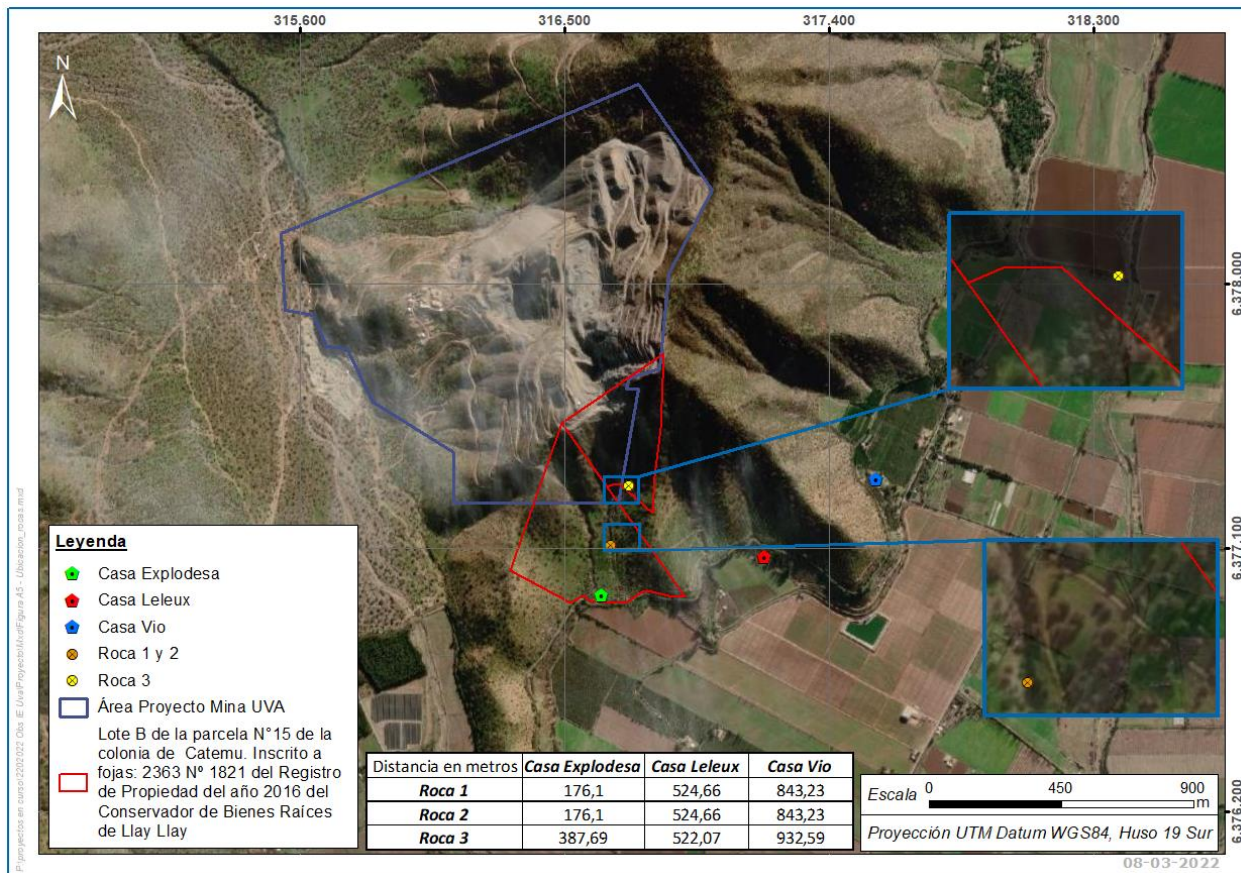 315,600 316,500 317,400 318,300
N
6.378.000
6.377.100
6.376.200
Leyenda
Casa Explodesa
Casa Leleux
Casa Vio
Roca 1 y 2
Roca 3
Área Proyecto Mina UVA
Lote B de la parcela N°15 de la
colonia de Catemu. Inscrito a
fojas: 2363 Nº 1821 del Registro
de Propiedad del año 2016 del
Conservador de Bienes Raíces
de Llay Llay
Distancia en metros Casa Explodesa Casa Leleux Casa Vio
Roca 1 176,1 524,66 843,23
Roca 2 176,1 524,66 843,23
Roca 3 387,69 522,07 932,59
Escala 0 450 900
m
Proyección UTM Datum WGS84, Huso 19 Sur
08-03-2022